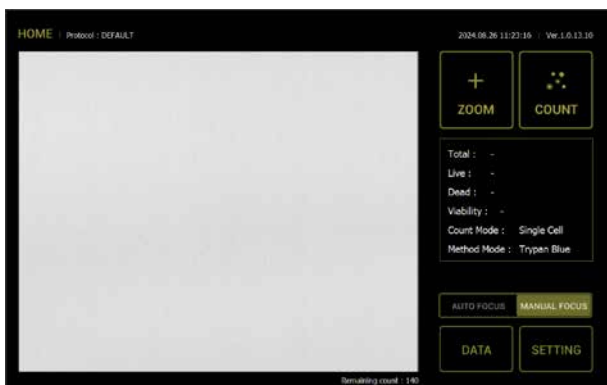 HOME | Protocol : DEFAULT
2024.08.26 11:23:16 | Ver.1.0.13.10
+
ZOOM
COUNT
Total : -
Live : -
Dead : -
Viability : -
Count Mode : Single Cell
Method Mode : Trypan Blue
AUTO FOCUS
MANUAL FOCUS
DATA
SETTING
Remaining count : 140